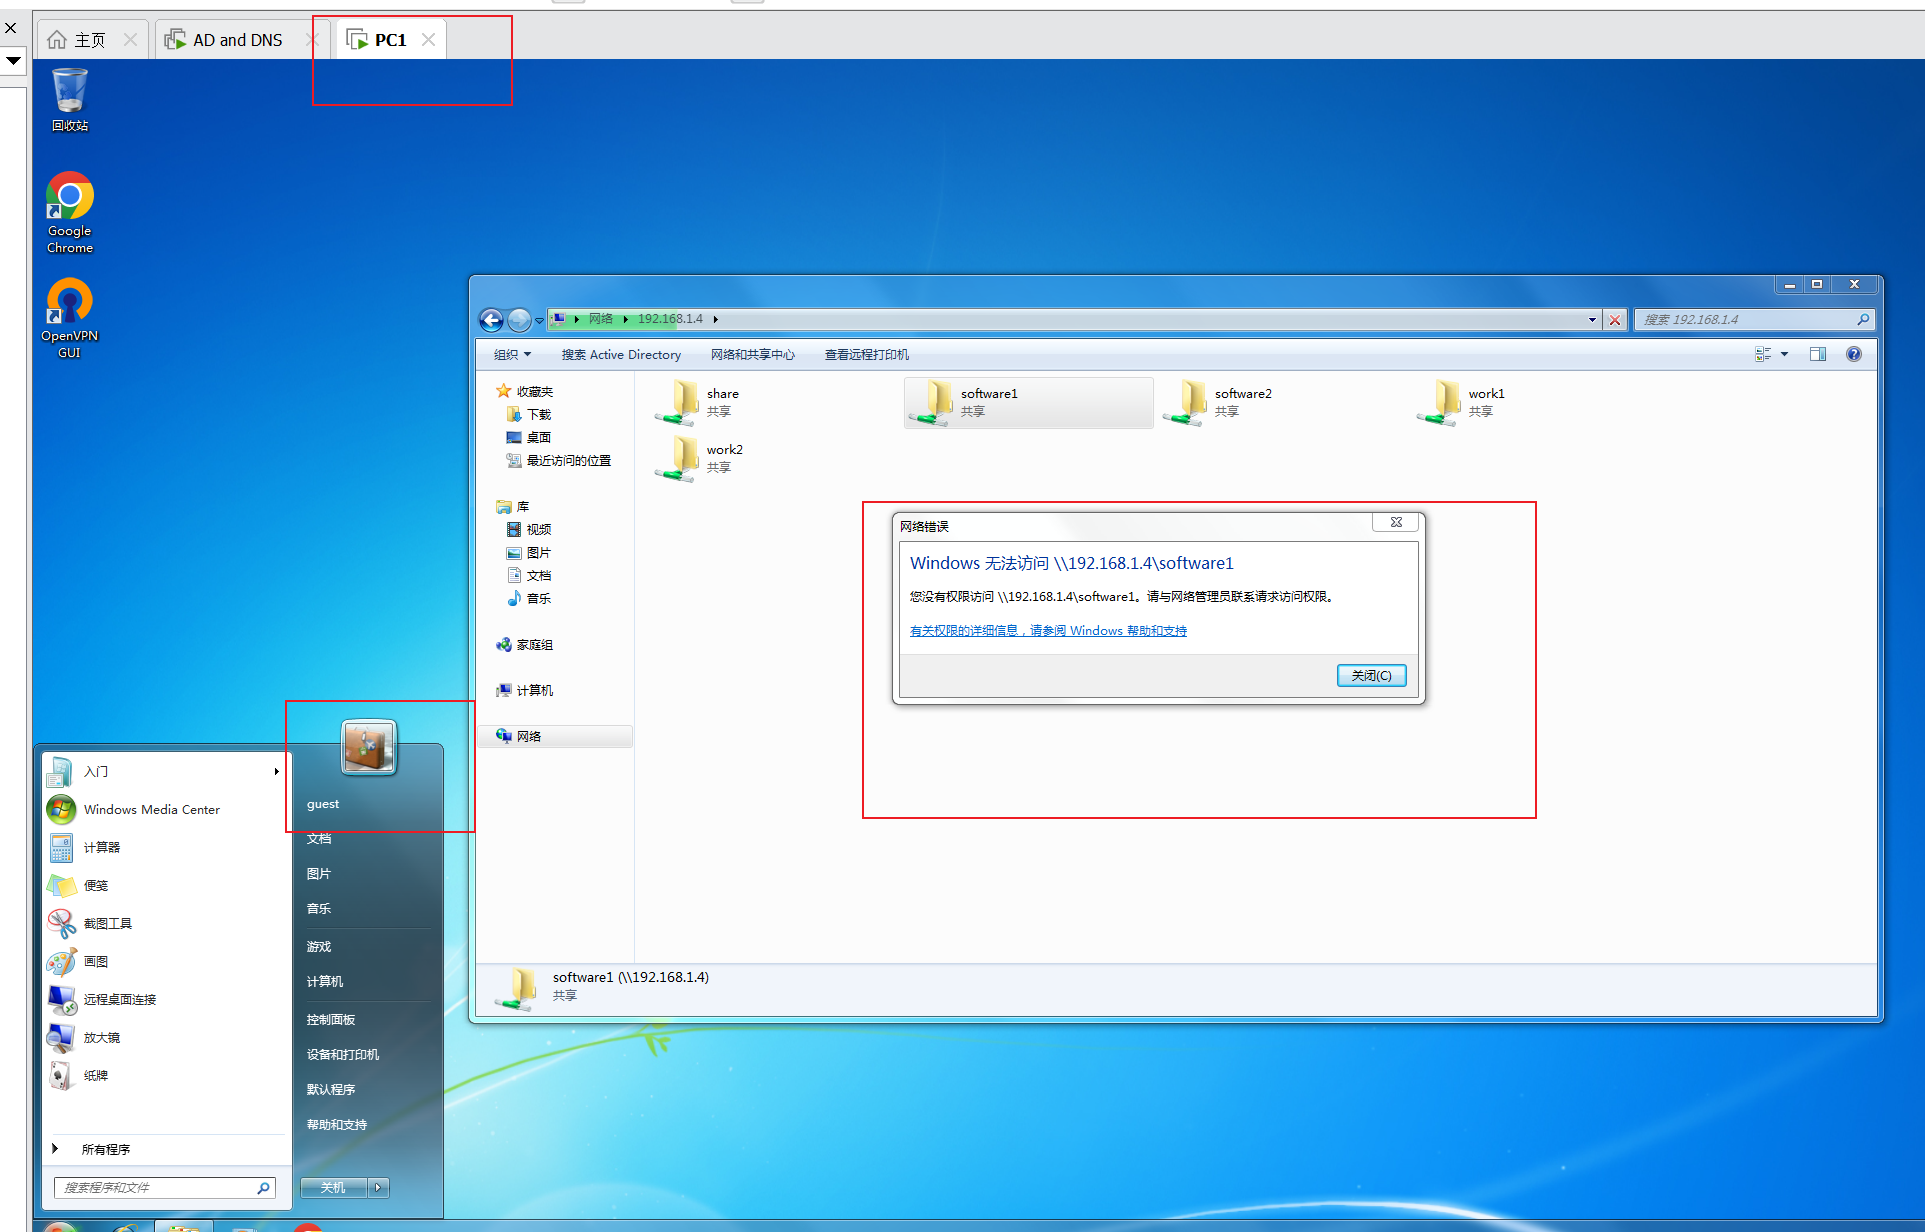 主页
AD and DNS
PC1
回收站
Google
Chrome
OpenVPN
GUI
网络
192.168.1.4
搜索 192.168.1.4
组织
搜索 Active Directory
网络和共享中心
查看远程打印机
收藏夹
下载
桌面
最近访问的位置
库
视频
图片
文档
音乐
家庭组
计算机
网络
share
共享
software1
共享
software2
共享
work1
共享
work2
共享
网络错误
Windows 无法访问 \\192.168.1.4\software1
您没有权限访问 \\192.168.1.4\software1。请与网络管理员联系请求访问权限。
有关权限的详细信息，请参阅 Windows 帮助和支持
关闭(C)
software1 (\\192.168.1.4)
共享
入门
Windows Media Center
计算器
便笺
截图工具
画图
远程桌面连接
放大镜
纸牌
所有程序
搜索程序和文件
guest
文档
图片
音乐
游戏
计算机
控制面板
设备和打印机
默认程序
帮助和支持
关机